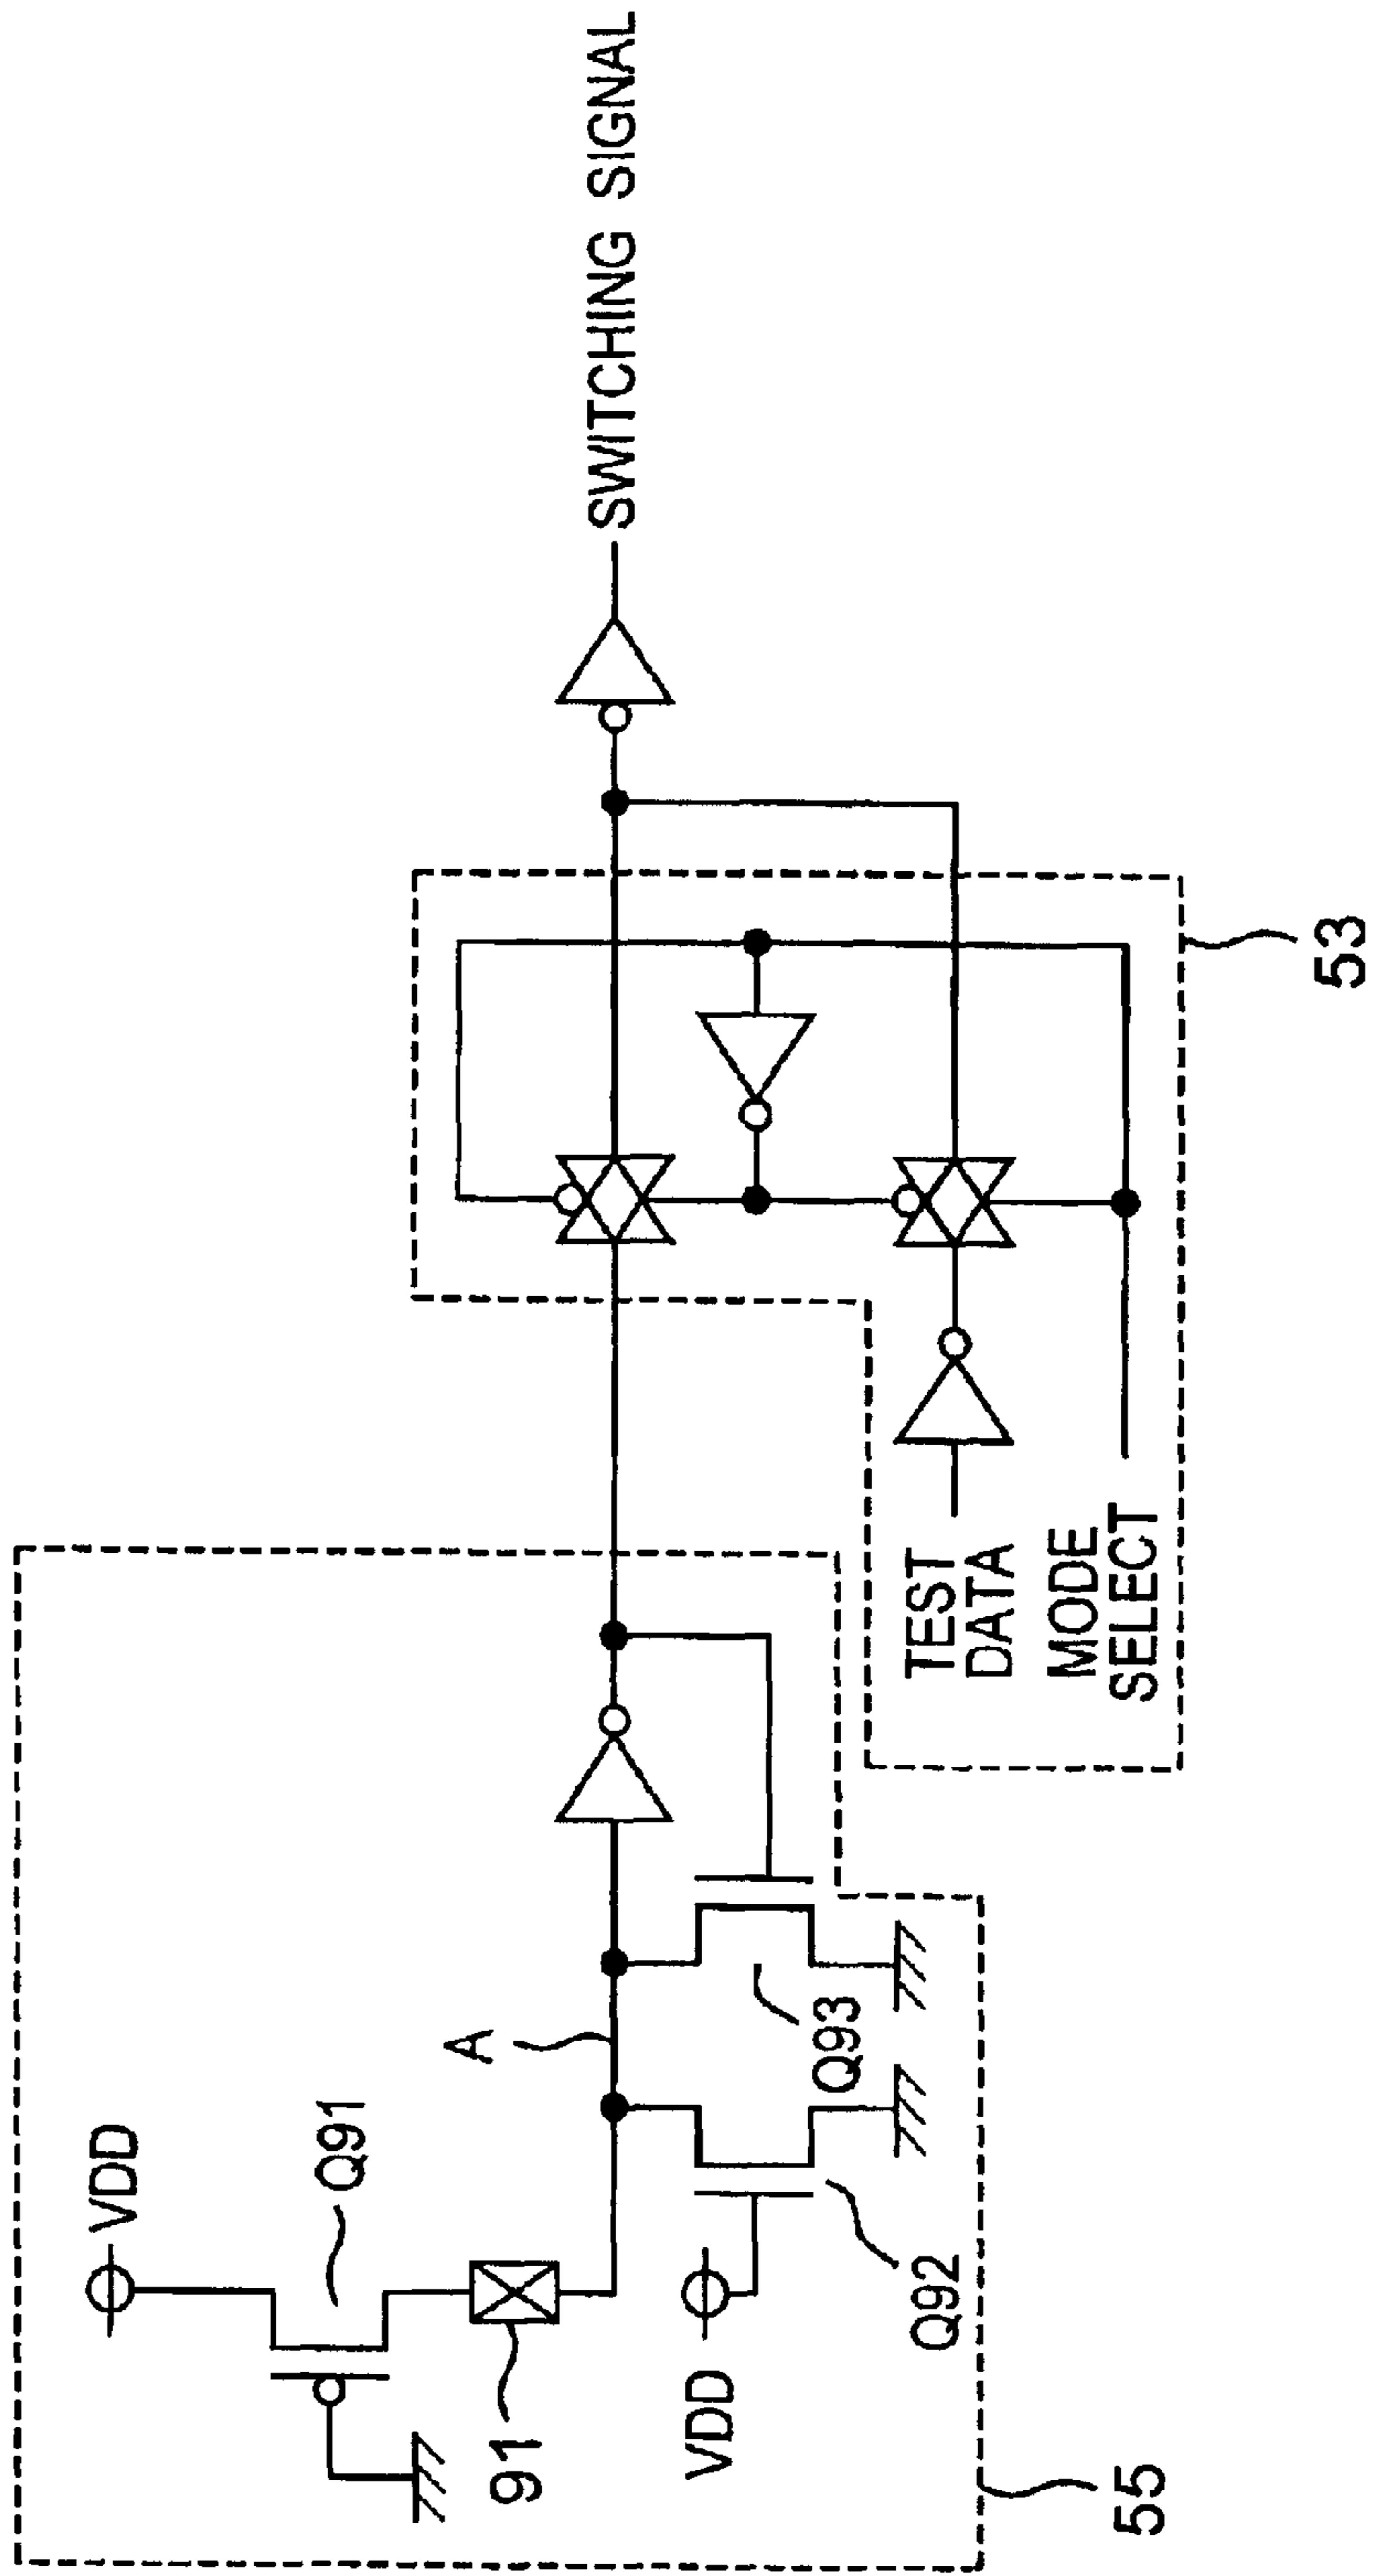 VDD
Q91
91
A
VDD
Q92
Q93
55
TEST
DATA
MODE
SELECT
53
SWITCHING SIGNAL